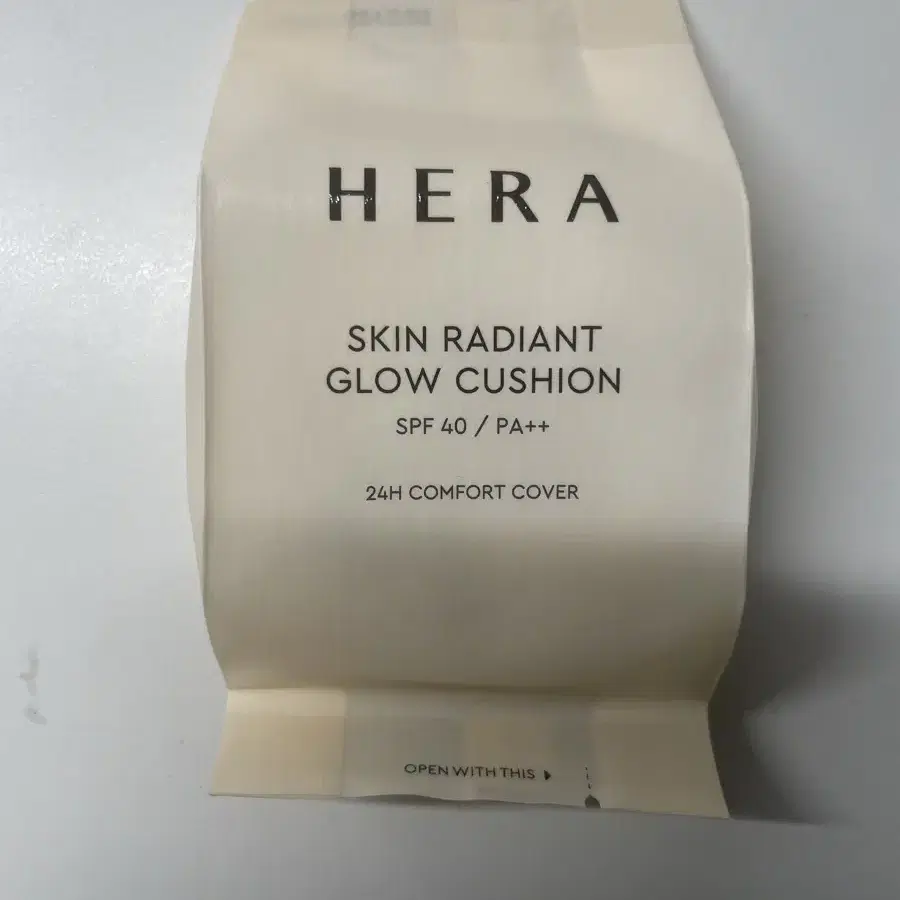 HERA
SKIN RADIANT
GLOW CUSHION
SPF 40 / PA++
24H COMFORT COVER
OPEN WITH THIS ▶